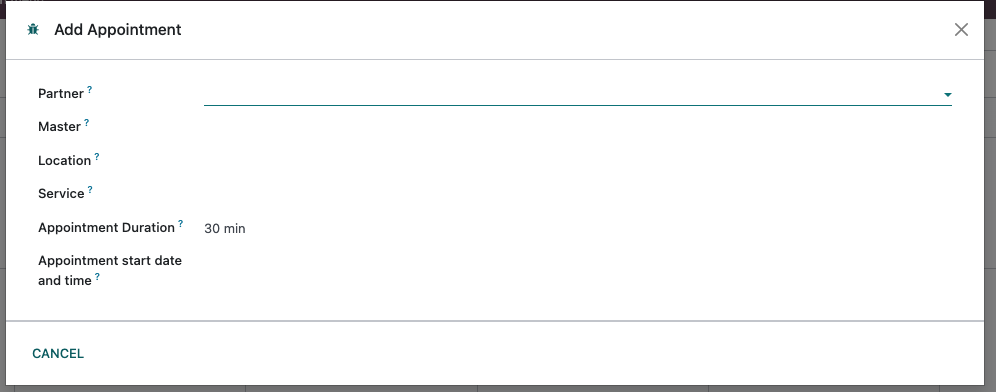 Add Appointment
Partner ?
Master ?
Location ?
Service ?
Appointment Duration ? 30 min
Appointment start date
and time ?
CANCEL